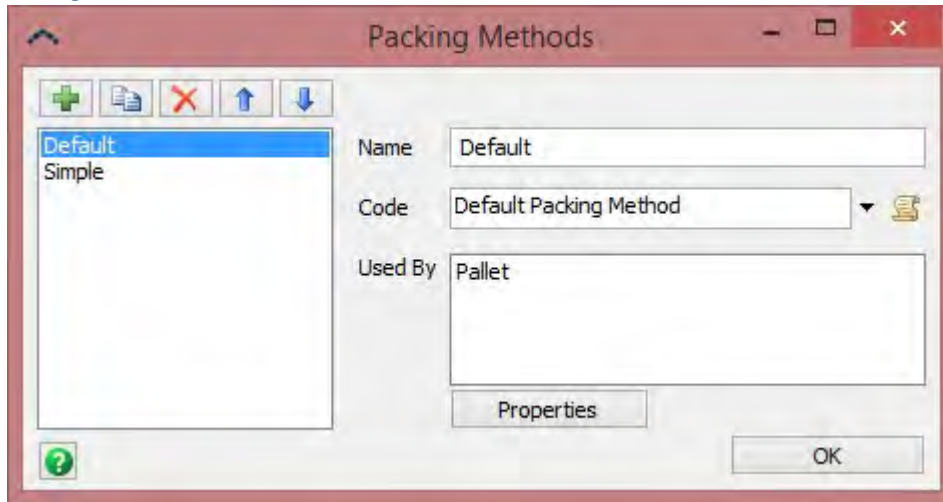 Packing Methods
Default
Simple
Name Default
Code Default Packing Method
Used By Pallet
Properties
OK